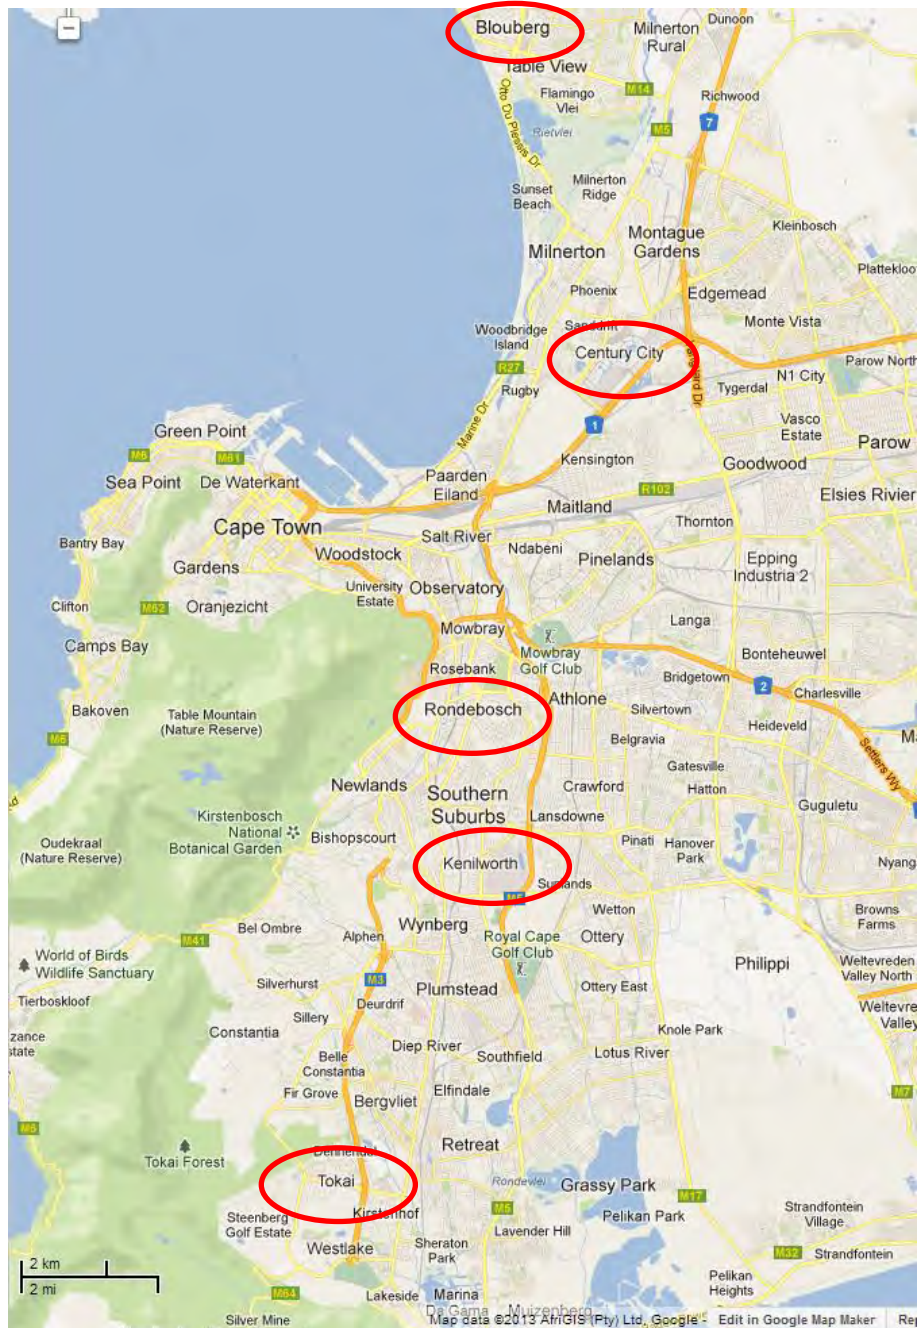 Blouberg
Milnerton
Rural
Dunoon
Table View
M14
Flamingo
Vlei
Richwood
Otto Du Plessis Dr
Rietvlei
M5
7
Sunset
Beach
Milnerton
Ridge
Kleinbosch
Montague
Gardens
Milnerton
Plattekloo
Phoenix
Edgemead
Woodbridge
Island
Sanddrift
Monte Vista
Century City
Parow North
R27
Rugby
Vanguard Dr
Tygerdal
N1 City
Marine Dr
1
Vasco
Estate
Green Point
Parow
M6
M61
Kensington
Goodwood
Sea Point
De Waterkant
Paarden
Eiland
R102
Elsies Rivier
Maitland
Cape Town
Thornton
Bantry Bay
Salt River
Woodstock
Ndabeni
Pinelands
Epping
Industria 2
Gardens
University
Estate
Observatory
Clifton
M62
Oranjezicht
Langa
Mowbray
Camps Bay
Mowbray
Golf Club
Bonteheuwel
Rosebank
Bridgetown
2
Charlesville
Bakoven
Table Mountain
(Nature Reserve)
Rondebosch
Athlone
Silvertown
Heideveld
M6
Belgravia
Ma
Settlers Wy
Gatesville
Newlands
Crawford
Hatton
Southern
Suburbs
Guguletu
Kirstenbosch
National
Botanical Garden
Lansdowne
Bishopscourt
Pinati
Hanover
Park
Oudekraal
(Nature Reserve)
Kenilworth
Nyang
M5
Sunlands
Wetton
Browns
Farms
Bel Ombre
Wynberg
M41
Alphen
Royal Cape
Golf Club
Ottery
World of Birds
Wildlife Sanctuary
Philippi
Weltevreden
Valley North
M3
Silverhurst
Plumstead
Ottery East
Tierboskloof
Deurdrif
Weltevre
Valley
Sillery
Constantia
Knole Park
zance
state
Diep River
Southfield
Lotus River
Belle
Constantia
Fir Grove
Bergvliet
Elfindale
M7
M6
Retreat
Tokai Forest
Dennendal
Tokai
Rondevlei
Grassy Park
M17
Steenberg
Golf Estate
Kirstenhof
M5
Pelikan Park
Strandfontein
Village
Lavender Hill
Westlake
Sheraton
Park
M32
Strandfontein
2 km
2 mi
Pelikan
Heights
M64
Lakeside
Marina
Da Gama
Muizenberg
Silver Mine
Map data ©2013 AfriGIS (Pty) Ltd, Google - Edit in Google Map Maker Rep